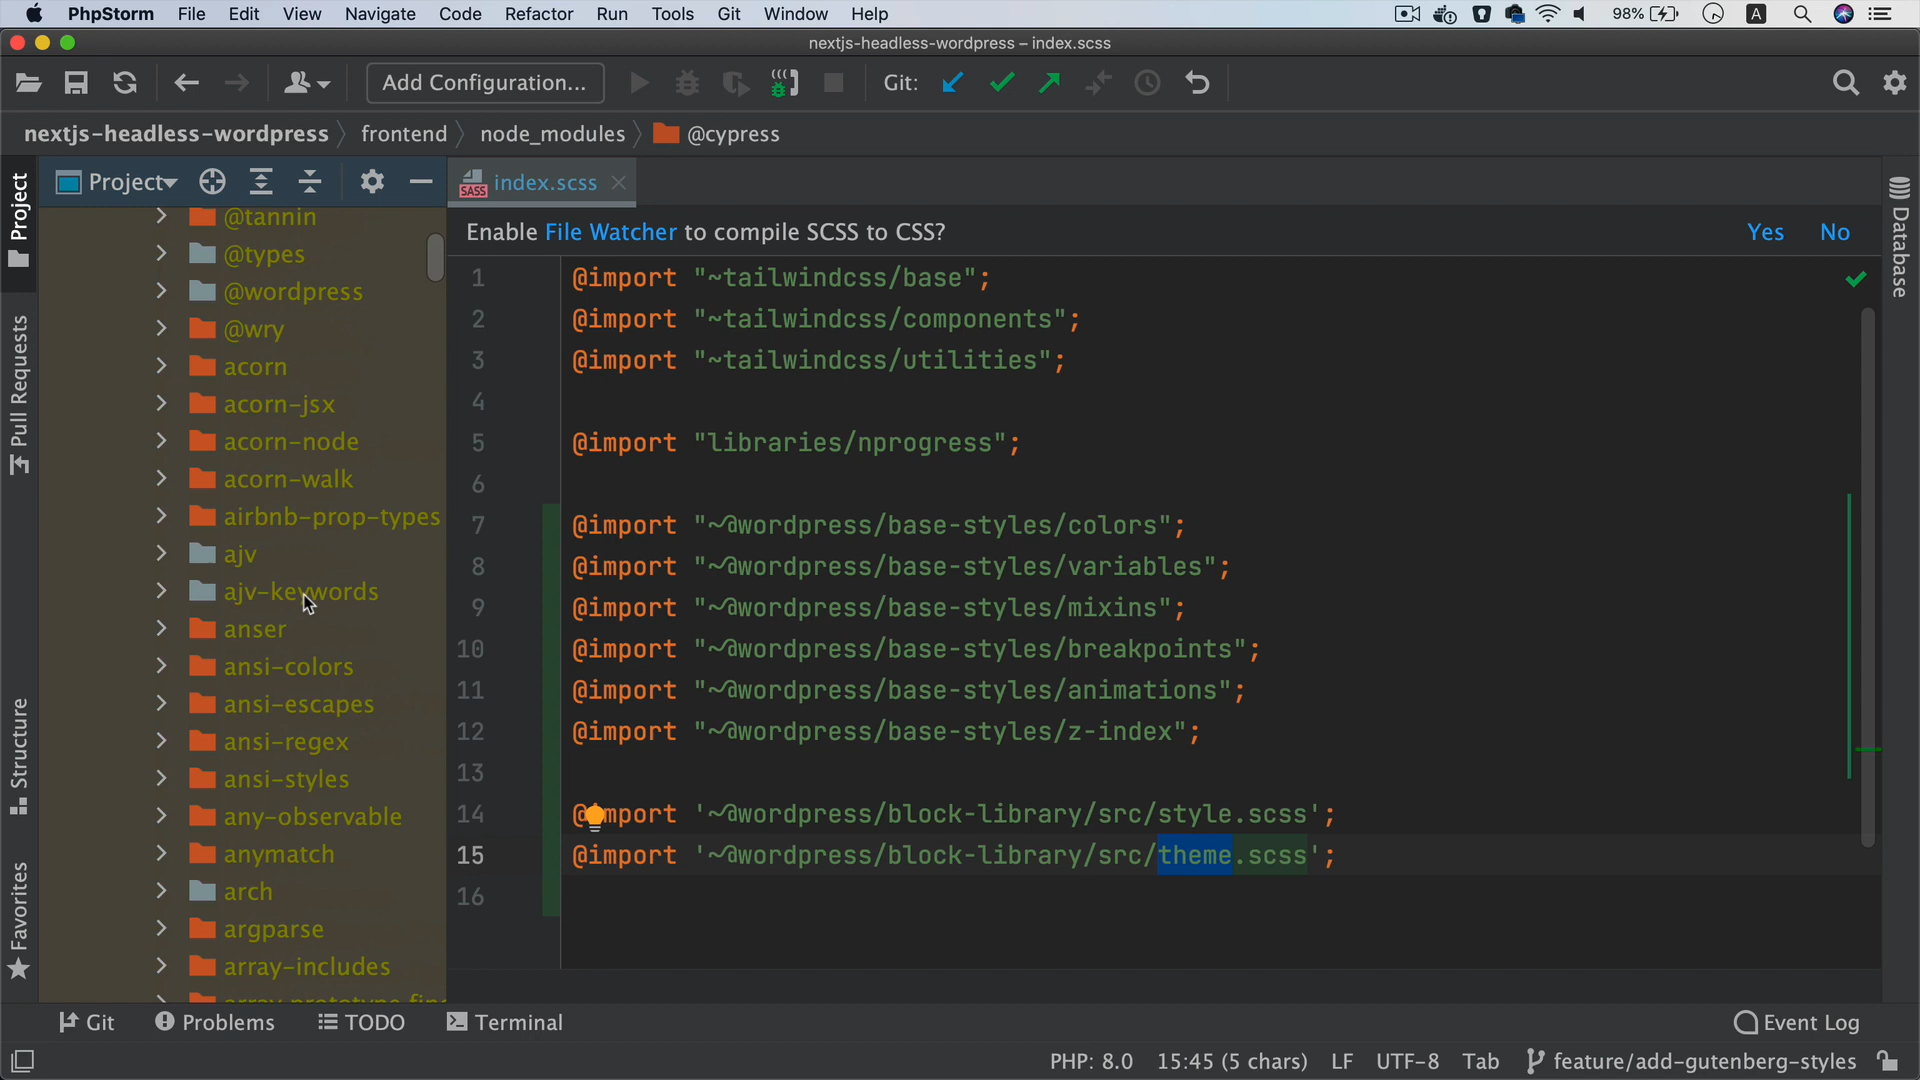 PhpStorm File Edit View Navigate Code Refactor Run Tools Git Window Help 98% A
nextjs-headless-wordpress – index.scss
Add Configuration... Git:
nextjs-headless-wordpress frontend node_modules @cypress
Project
index.scss
Enable File Watcher to compile SCSS to CSS? Yes No
Project
Pull Requests
Structure
Favorites
Database
@tannin
@types
@wordpress
@wry
acorn
acorn-jsx
acorn-node
acorn-walk
airbnb-prop-types
ajv
ajv-keywords
anser
ansi-colors
ansi-escapes
ansi-regex
ansi-styles
any-observable
anymatch
arch
argparse
array-includes
1 @import "~tailwindcss/base";
2 @import "~tailwindcss/components";
3 @import "~tailwindcss/utilities";
4
5 @import "libraries/nprogress";
6
7 @import "~@wordpress/base-styles/colors";
8 @import "~@wordpress/base-styles/variables";
9 @import "~@wordpress/base-styles/mixins";
10 @import "~@wordpress/base-styles/breakpoints";
11 @import "~@wordpress/base-styles/animations";
12 @import "~@wordpress/base-styles/z-index";
13
14 @import '~@wordpress/block-library/src/style.scss';
15 @import '~@wordpress/block-library/src/theme.scss';
16
Git Problems TODO Terminal Event Log
PHP: 8.0 15:45 (5 chars) LF UTF-8 Tab feature/add-gutenberg-styles